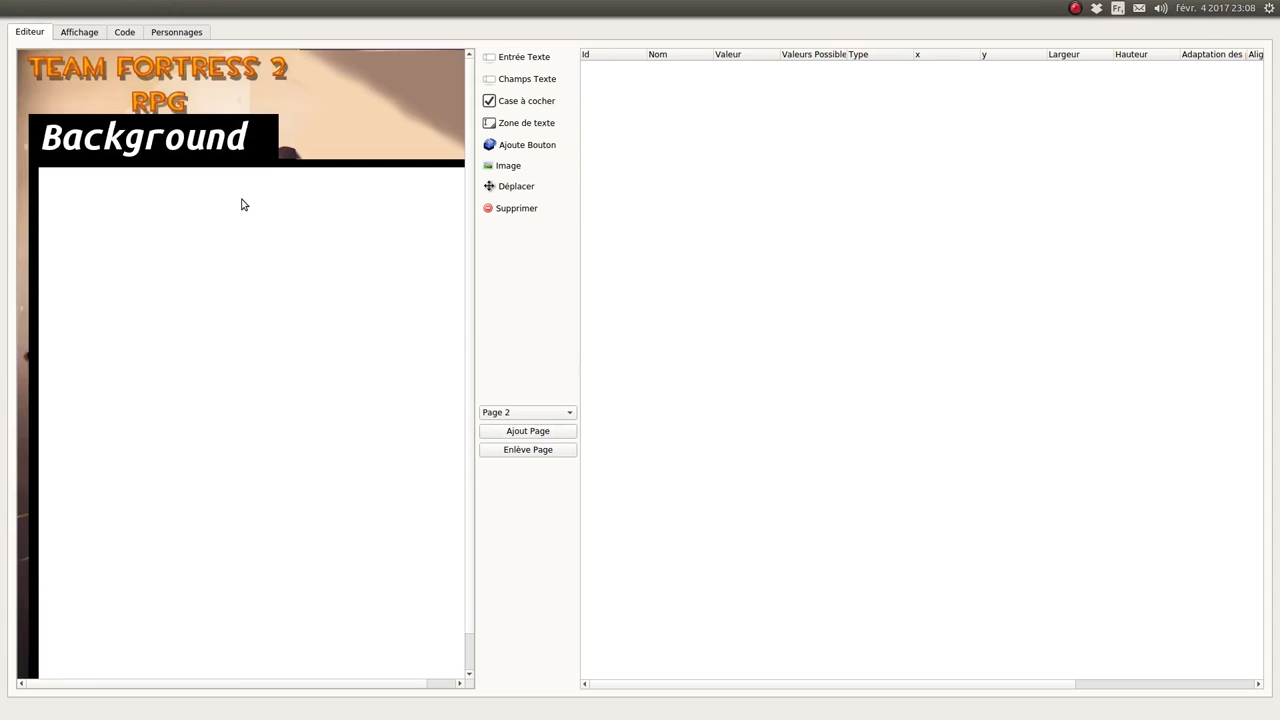 Fr
févr. 4 2017 23:08
Editeur
Affichage
Code
Personnages
TEAM FORTRESS 2
RPG
Background
Entrée Texte
Champs Texte
Case à cocher
Zone de texte
Ajoute Bouton
Image
Déplacer
Supprimer
Page 2
Ajout Page
Enlève Page
Id Nom Valeur Valeurs Possible Type x y Largeur Hauteur Adaptation des Alig